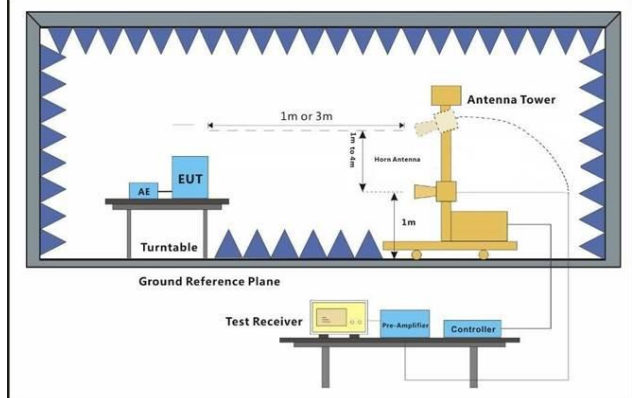 1m or 3m
Antenna Tower
1m to 4m
Horn Antenna
EUT
AE
1m
Turntable
Ground Reference Plane
Test Receiver
Pre-Amplifier
Controller